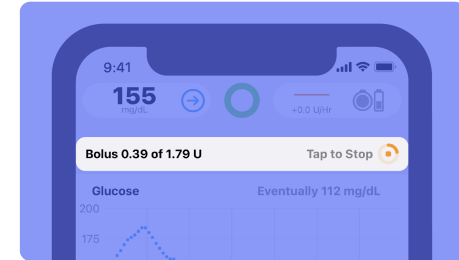 9:41
155
mg/dL
+0.0 U/Hr
Bolus 0.39 of 1.79 U
Tap to Stop
Glucose
Eventually 112 mg/dL
200
175